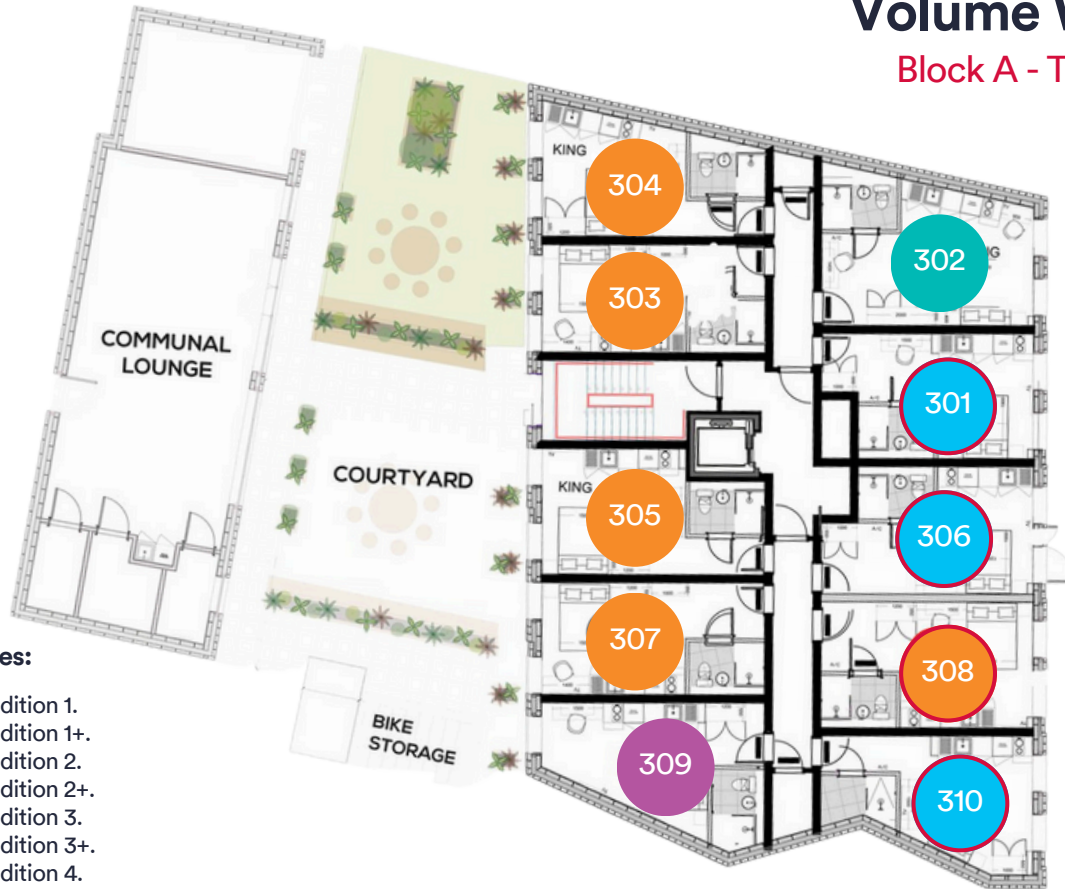 Volume W
Block A - T
KING
304
302
NG
303
COMMUNAL
LOUNGE
301
COURTYARD
KING
305
306
307
308
BIKE
STORAGE
309
310
es:
dition 1.
dition 1+.
dition 2.
dition 2+.
dition 3.
dition 3+.
dition 4.